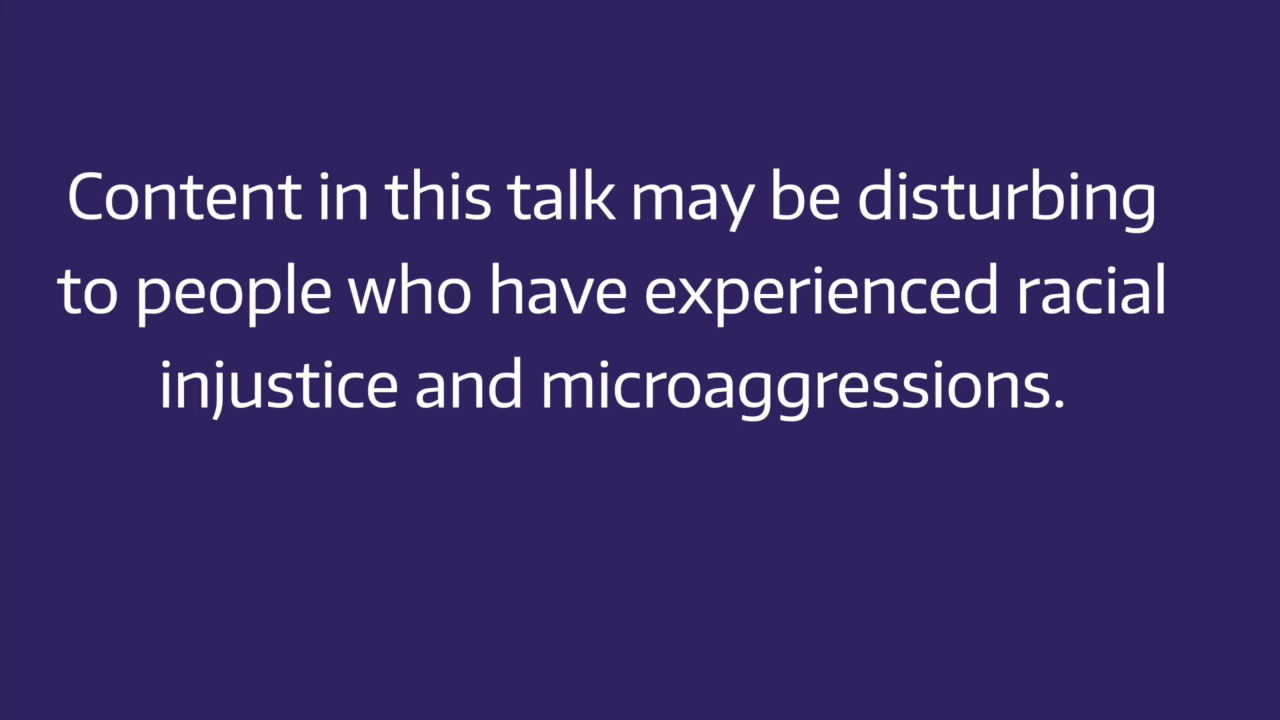 Content in this talk may be disturbing
to people who have experienced racial
injustice and microaggressions.